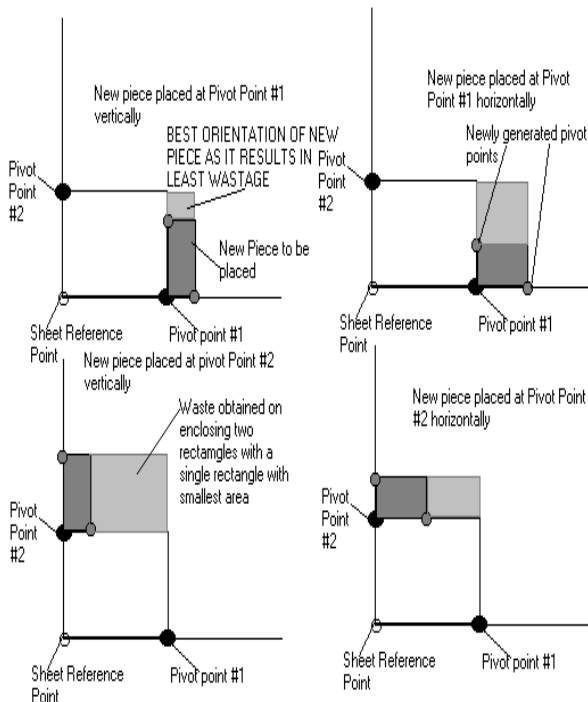 New piece placed at Pivot Point #1
vertically
BEST ORIENTATION OF NEW
PIECE AS IT RESULTS IN
LEAST WASTAGE
Pivot
Point
#2
New Piece to be
placed
Sheet Reference
Point
Pivot point #1
New piece placed at Pivot
Point #1 horizontally
Newly generated pivot
points
Pivot
Point
#2
Sheet Reference
Point
Pivot point #1
New piece placed at pivot Point #2
vertically
Waste obtained on
enclosing two
rectamgles with a
single rectangle with
smallest area
Pivot
Point
#2
Sheet Reference
Point
Pivot point #1
New piece placed at Pivot Point
#2 horizontally
Pivot
Point
#2
Sheet Reference
Point
Pivot point #1